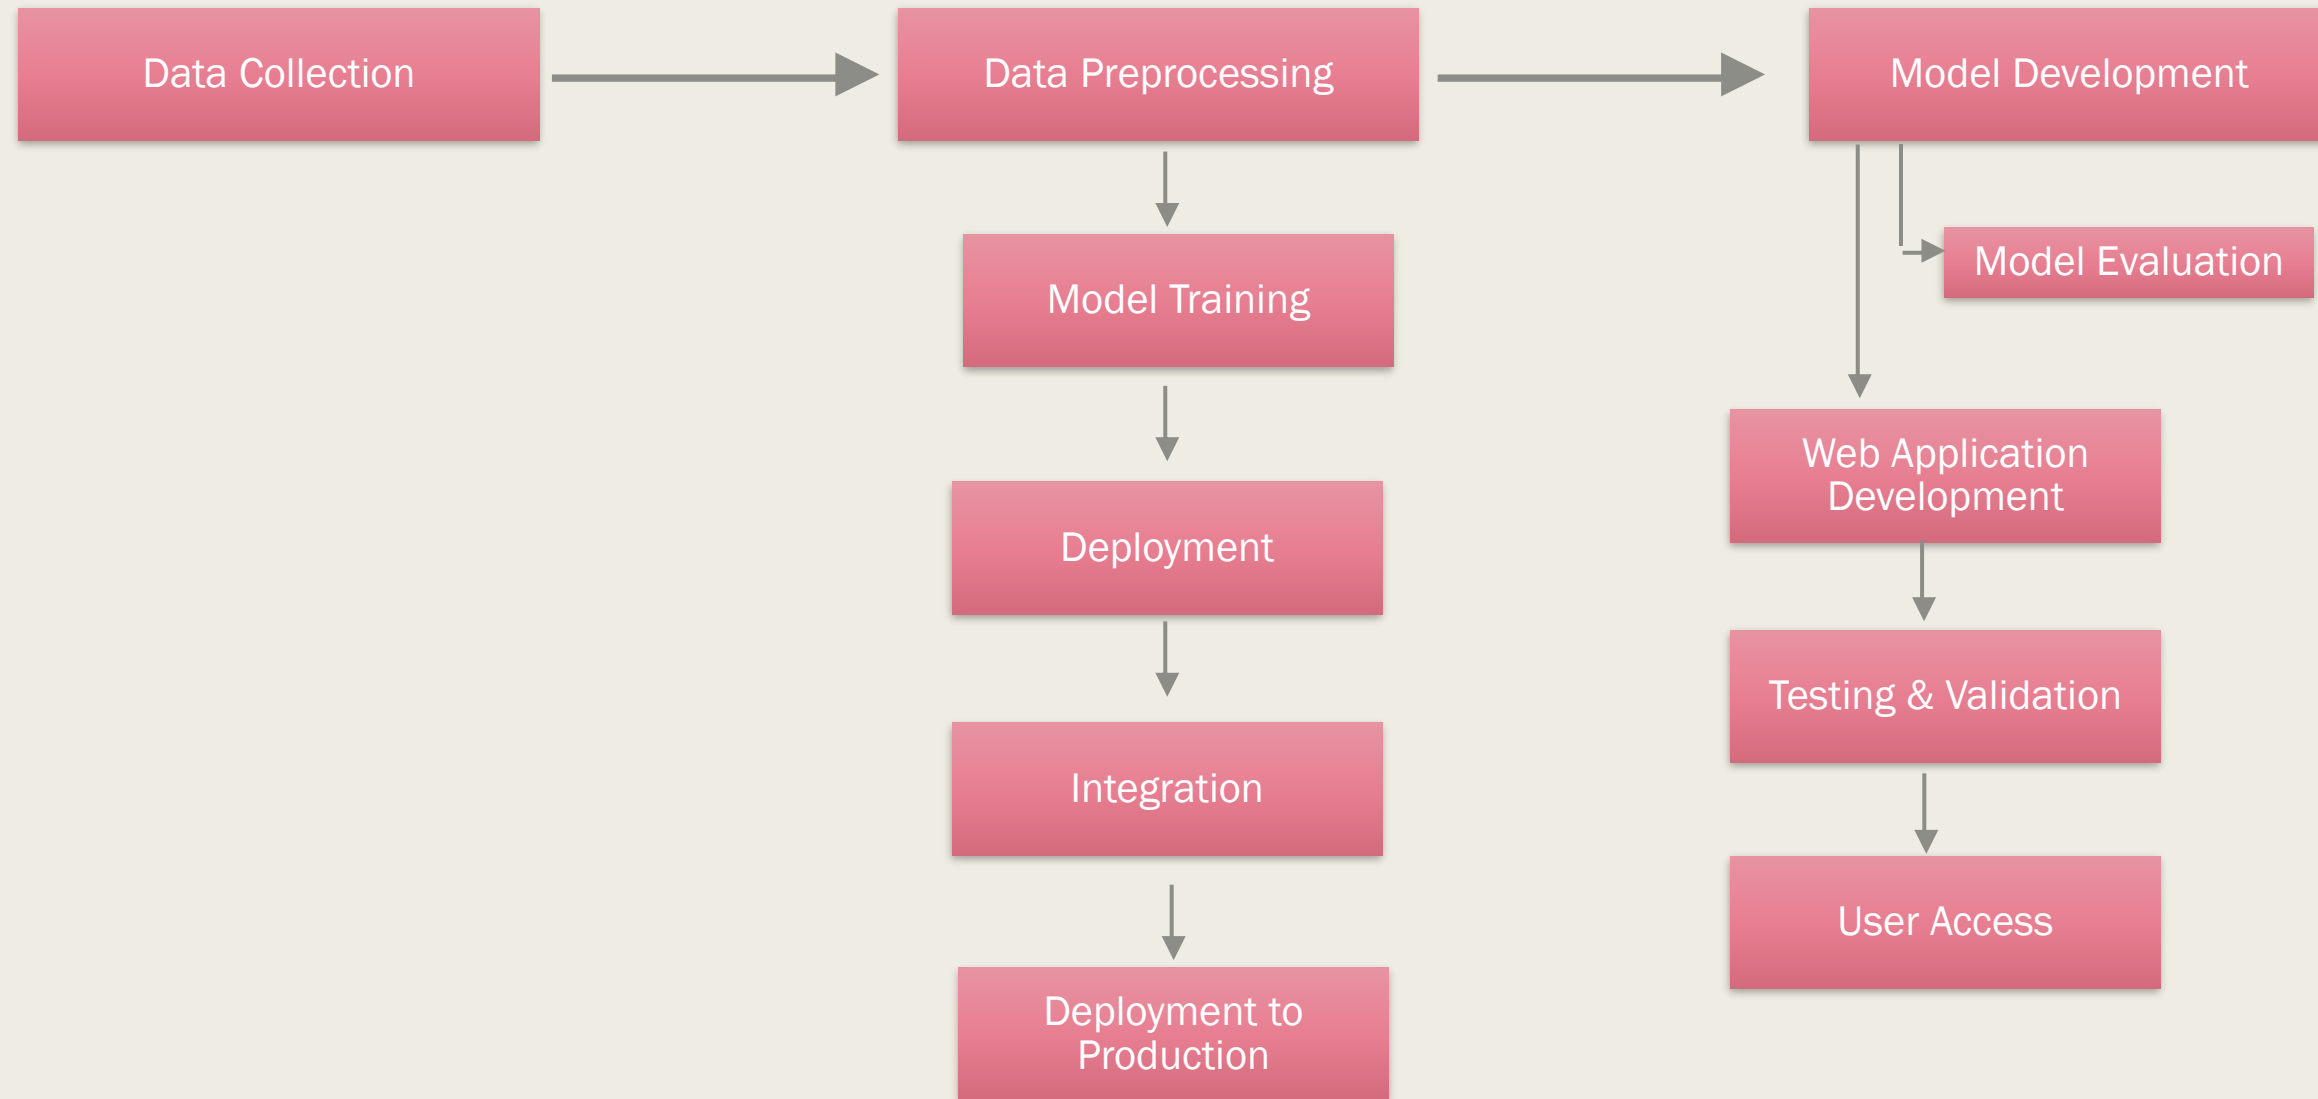 Data Collection
Data Preprocessing
Model Development
Model Training
Model Evaluation
Web Application
Development
Deployment
Testing & Validation
Integration
User Access
Deployment to
Production